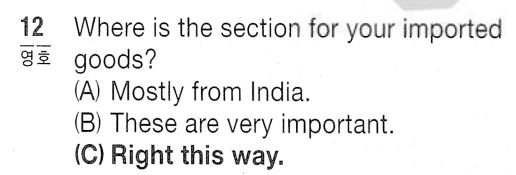 12 Where is the section for your imported
영호 goods?
(A) Mostly from India.
(B) These are very important.
(C) Right this way.